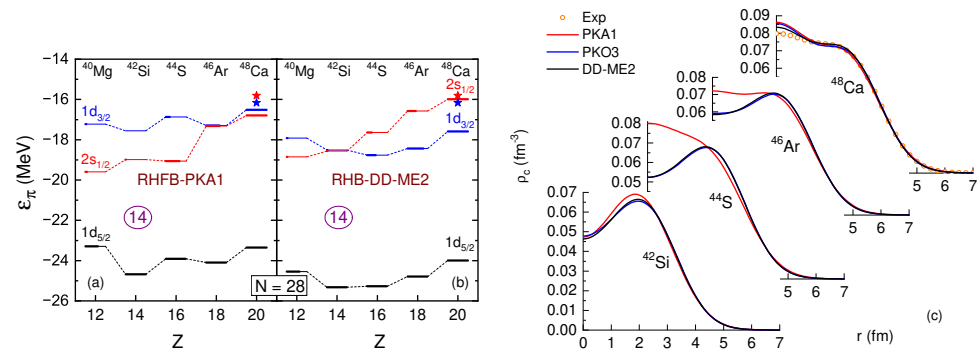 ⁴⁰Mg ⁴²Si ⁴⁴S ⁴⁶Ar ⁴⁸Ca
1d3/2
2s1/2
RHFB-PKA1
14
1d5/2
(a)
-14
-16
-18
-20
-22
-24
-26
επ (MeV)
12 14 16 18 20
Z
⁴⁰Mg ⁴²Si ⁴⁴S ⁴⁶Ar ⁴⁸Ca
2s1/2
1d3/2
RHB-DD-ME2
14
1d5/2
(b)
N = 28
12 14 16 18 20
Z
Exp
PKA1
PKO3
DD-ME2
ρc (fm⁻³)
0.09
0.08
0.07
0.06
⁴⁸Ca
5 6 7
0.08
0.07
0.06
⁴⁶Ar
5 6 7
0.08
0.07
0.06
0.05
⁴⁴S
5 6 7
0.07
0.06
0.05
0.04
0.03
0.02
0.01
0.00
⁴²Si
0 1 2 3 4 5 6 7
r (fm)
(c)